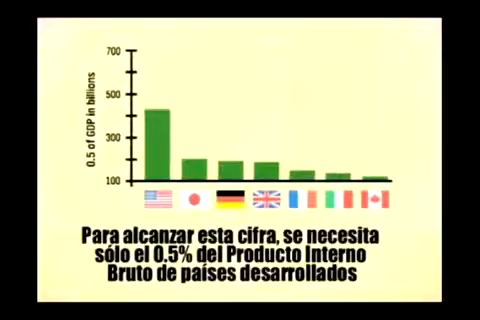 700
500
300
100
0.5 of GDP in billions
Para alcanzar esta cifra, se necesita
sólo el 0.5% del Producto Interno
Bruto de países desarrollados